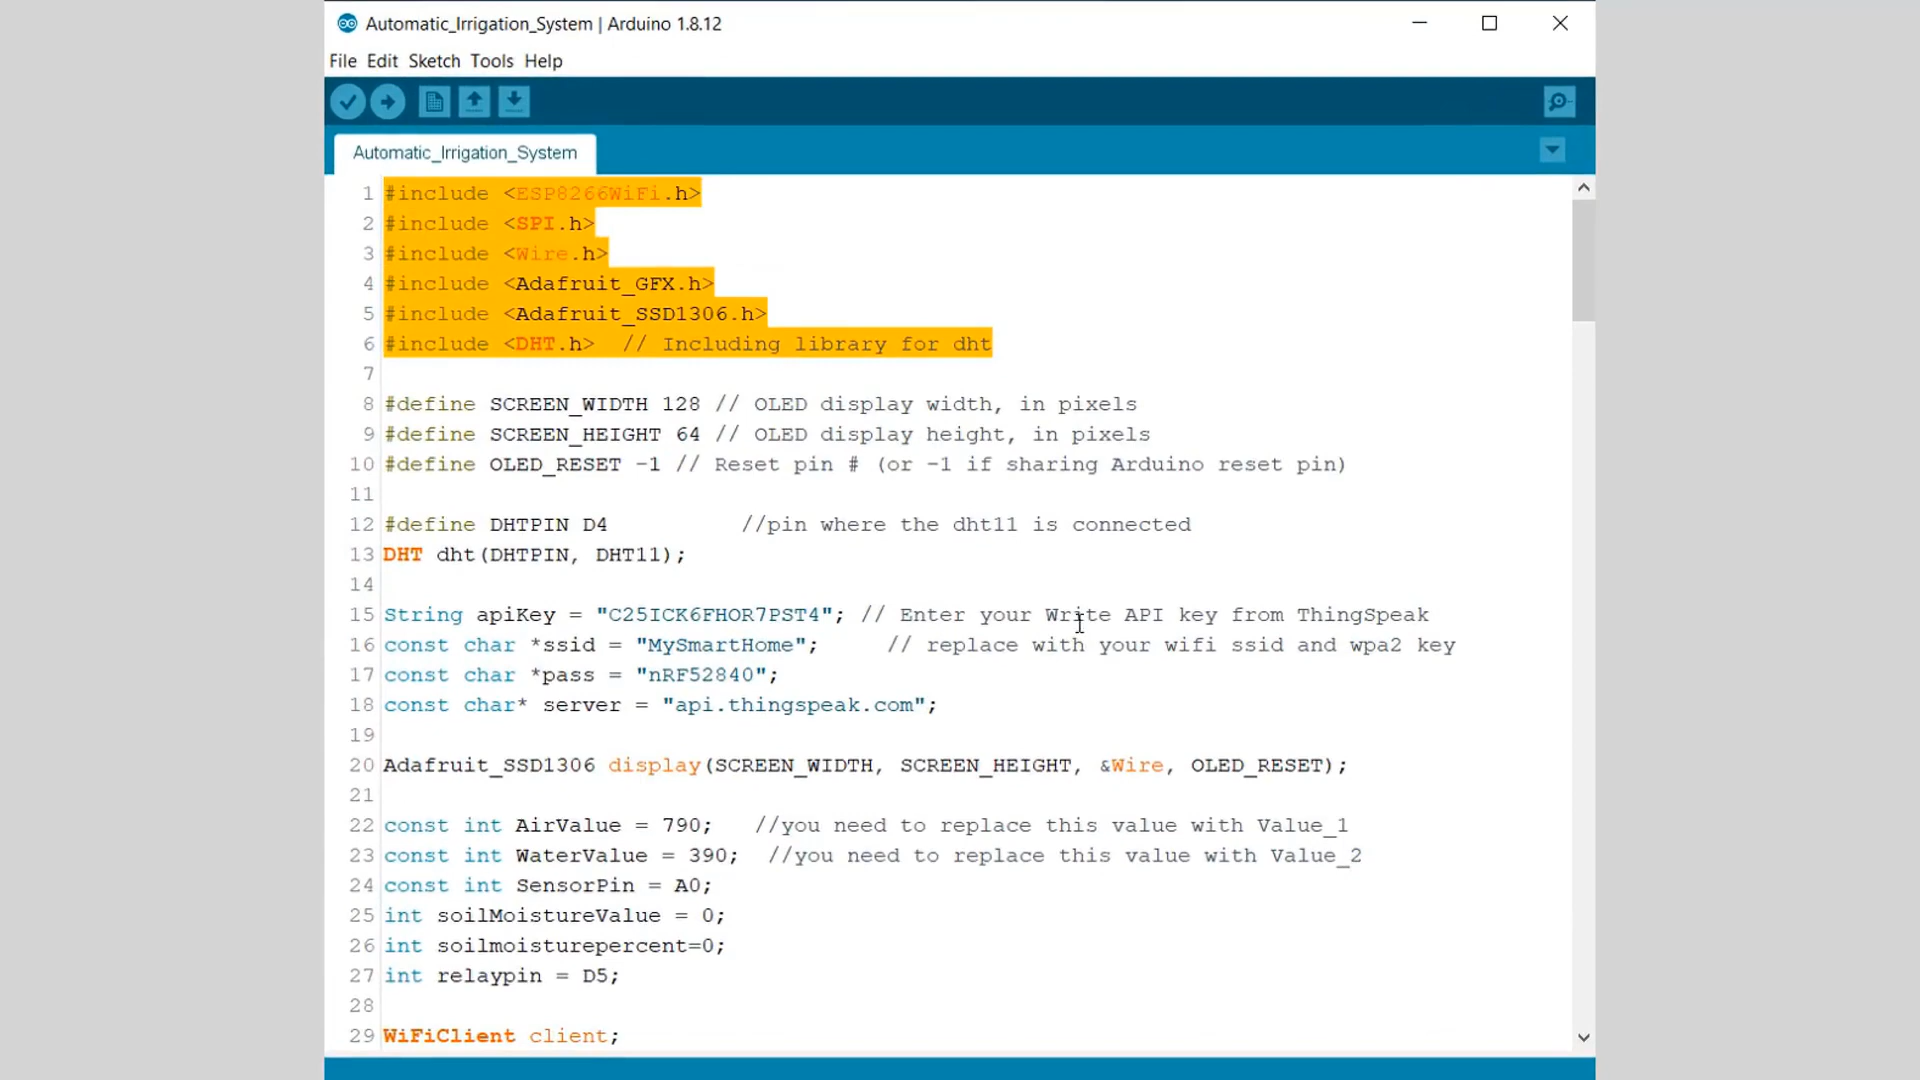 Automatic_Irrigation_System | Arduino 1.8.12
File Edit Sketch Tools Help
Automatic_Irrigation_System
1 #include <ESP8266WiFi.h>
2 #include <SPI.h>
3 #include <Wire.h>
4 #include <Adafruit_GFX.h>
5 #include <Adafruit_SSD1306.h>
6 #include <DHT.h>  // Including library for dht
7
8 #define SCREEN_WIDTH 128 // OLED display width, in pixels
9 #define SCREEN_HEIGHT 64 // OLED display height, in pixels
10 #define OLED_RESET -1 // Reset pin # (or -1 if sharing Arduino reset pin)
11
12 #define DHTPIN D4          //pin where the dht11 is connected
13 DHT dht(DHTPIN, DHT11);
14
15 String apiKey = "C25ICK6FHOR7PST4"; // Enter your Write API key from ThingSpeak
16 const char *ssid = "MySmartHome";     // replace with your wifi ssid and wpa2 key
17 const char *pass = "nRF52840";
18 const char* server = "api.thingspeak.com";
19
20 Adafruit_SSD1306 display(SCREEN_WIDTH, SCREEN_HEIGHT, &Wire, OLED_RESET);
21
22 const int AirValue = 790;   //you need to replace this value with Value_1
23 const int WaterValue = 390;  //you need to replace this value with Value_2
24 const int SensorPin = A0;
25 int soilMoistureValue = 0;
26 int soilmoisturepercent=0;
27 int relaypin = D5;
28
29 WiFiClient client;